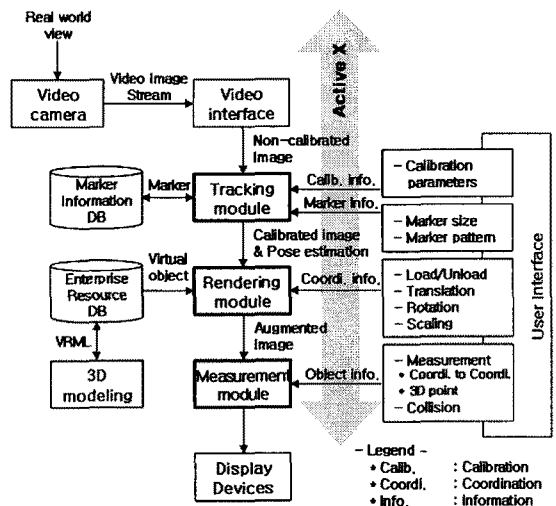 Real world
view
Video
camera
Video Image
Stream
Video
interface
Active X
Non-calibrated
Image
Marker
Information
DB
Marker
Tracking
module
Calib. info.
Marker info.
- Calibration
parameters
- Marker size
- Marker pattern
Calibrated image
& Pose estimation
Enterprise
Resource
DB
Virtual
object
Rendering
module
Coordi. info.
- Load/Unload
- Translation
- Rotation
- Scaling
User Interface
VRML
Augmented
Image
3D
modeling
Measurement
module
Object info.
- Measurement
• Coordi. to Coordi.
• 3D point
- Collision
Display
Devices
- Legend -
* Calib. : Calibration
* Coordi. : Coordination
* Info. : Information